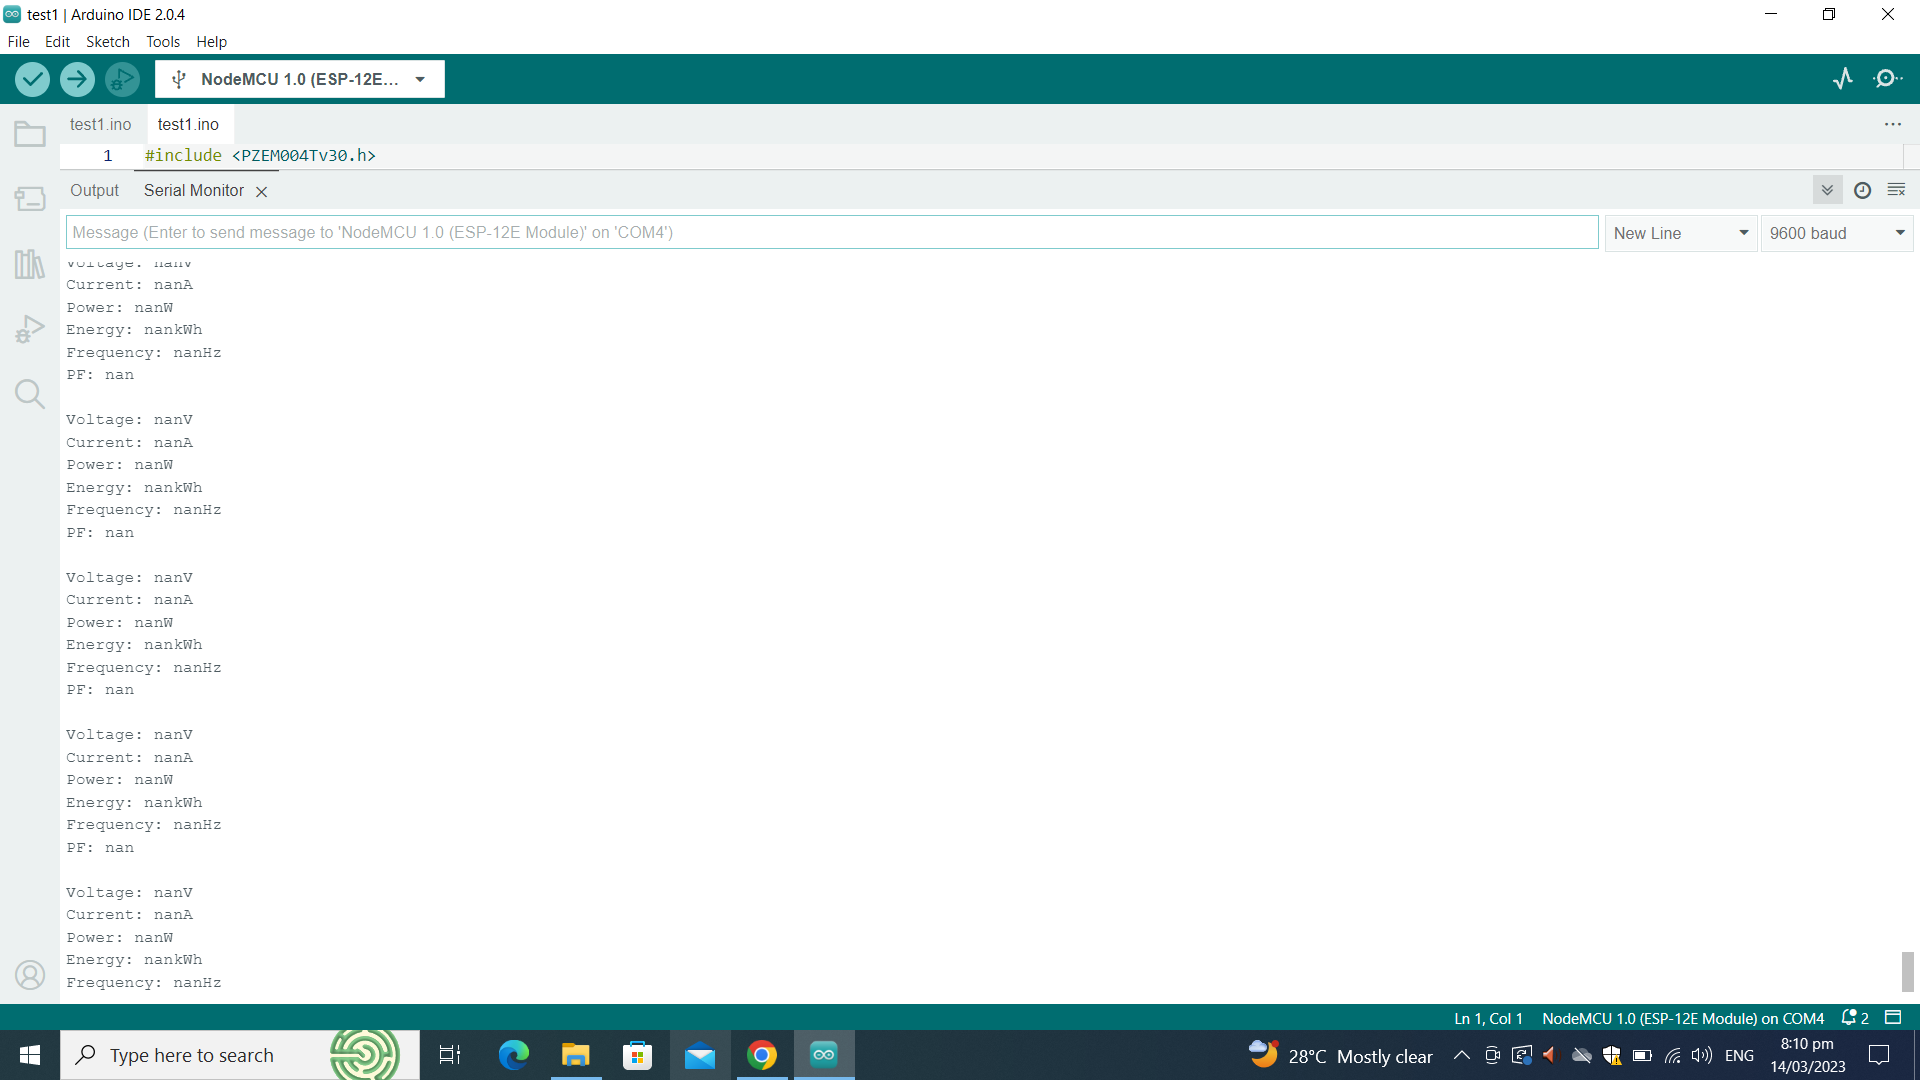 test1 | Arduino IDE 2.0.4
File Edit Sketch Tools Help
NodeMCU 1.0 (ESP-12E...
test1.ino test1.ino
1 #include <PZEM004Tv30.h>
Output Serial Monitor
Message (Enter to send message to 'NodeMCU 1.0 (ESP-12E Module)' on 'COM4') New Line 9600 baud
Voltage: nanV
Current: nanA
Power: nanW
Energy: nankWh
Frequency: nanHz
PF: nan
Voltage: nanV
Current: nanA
Power: nanW
Energy: nankWh
Frequency: nanHz
PF: nan
Voltage: nanV
Current: nanA
Power: nanW
Energy: nankWh
Frequency: nanHz
PF: nan
Voltage: nanV
Current: nanA
Power: nanW
Energy: nankWh
Frequency: nanHz
PF: nan
Voltage: nanV
Current: nanA
Power: nanW
Energy: nankWh
Frequency: nanHz
Ln 1, Col 1 NodeMCU 1.0 (ESP-12E Module) on COM4 2
Type here to search 28°C Mostly clear ENG 8:10 pm
14/03/2023